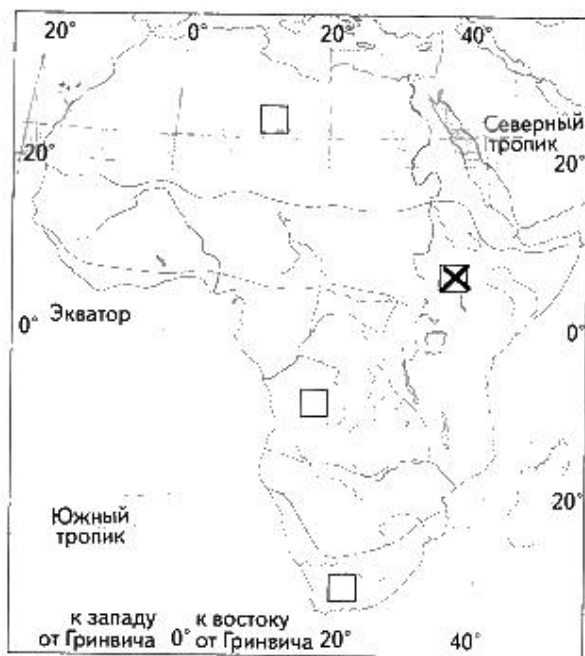 20° 0° 20° 40°
Северный
тропик
20° 20°
Экватор
0° 0°
20°
Южный
тропик
к западу к востоку
от Гринвича 0° от Гринвича 20° 40°